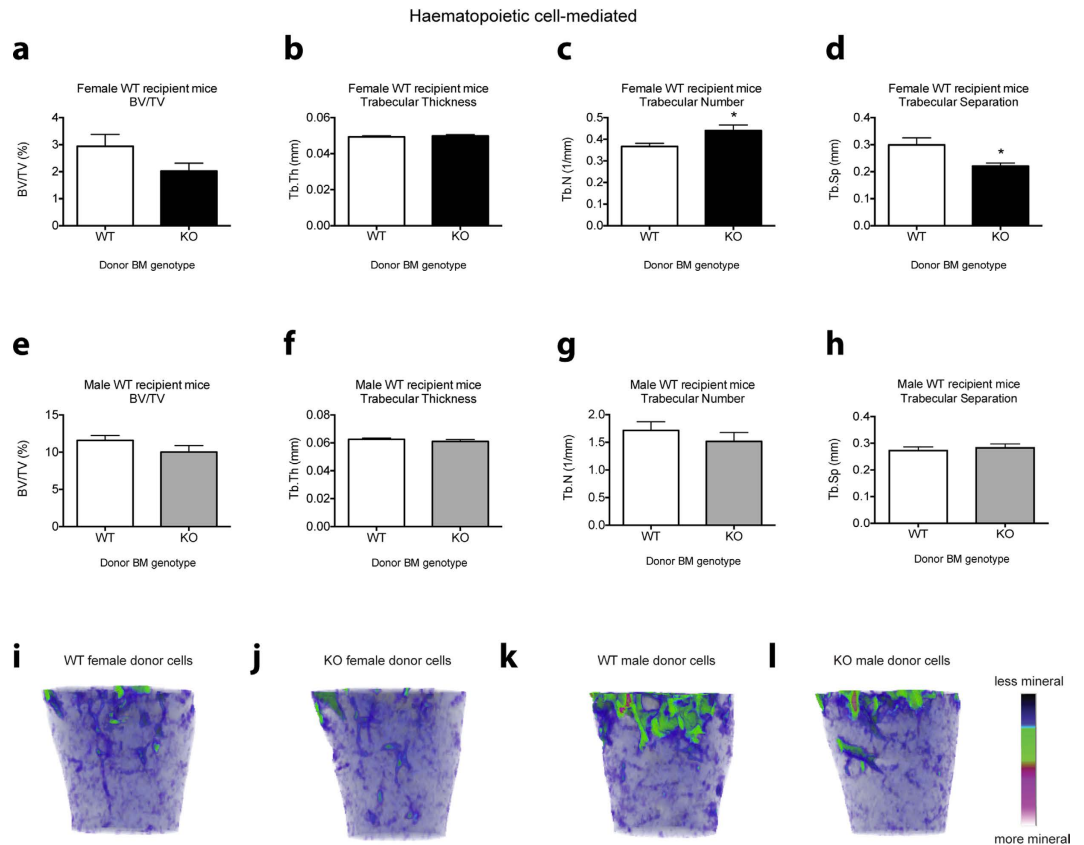 Haematopoietic cell-mediated
a
Female WT recipient mice
BV/TV
BV/TV (%)
4
3
2
1
0
WT
KO
Donor BM genotype
b
Female WT recipient mice
Trabecular Thickness
Tb.Th (mm)
0.06
0.04
0.02
0.00
WT
KO
Donor BM genotype
c
Female WT recipient mice
Trabecular Number
*
Tb.N (1/mm)
0.5
0.4
0.3
0.2
0.1
0.0
WT
KO
Donor BM genotype
d
Female WT recipient mice
Trabecular Separation
*
Tb.Sp (mm)
0.4
0.3
0.2
0.1
0.0
WT
KO
Donor BM genotype
e
Male WT recipient mice
BV/TV
BV/TV (%)
15
10
5
0
WT
KO
Donor BM genotype
f
Male WT recipient mice
Trabecular Thickness
Tb.Th (mm)
0.08
0.06
0.04
0.02
0.00
WT
KO
Donor BM genotype
g
Male WT recipient mice
Trabecular Number
Tb.N (1/mm)
2.0
1.5
1.0
0.5
0.0
WT
KO
Donor BM genotype
h
Male WT recipient mice
Trabecular Separation
Tb.Sp (mm)
0.4
0.3
0.2
0.1
0.0
WT
KO
Donor BM genotype
i
WT female donor cells
j
KO female donor cells
k
WT male donor cells
l
KO male donor cells
less mineral
more mineral